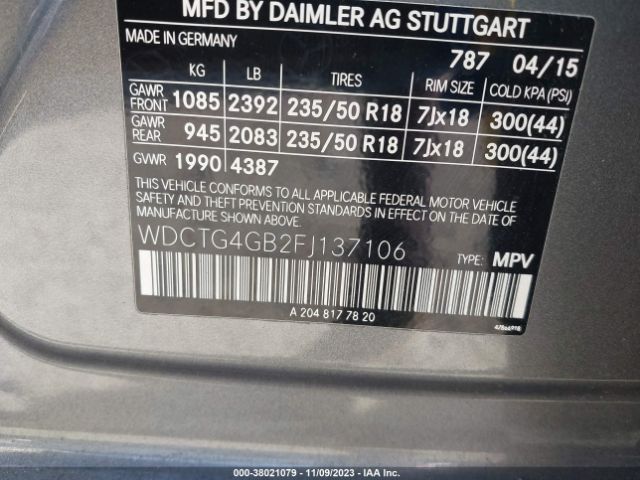 MFD BY DAIMLER AG STUTTGART
MADE IN GERMANY 787 04/15
KG LB TIRES RIM SIZE COLD KPA(PSI)
GAWR FRONT 1085 2392 235/50 R18 7Jx18 300(44)
GAWR REAR 945 2083 235/50 R18 7Jx18 300(44)
GVWR 1990 4387
THIS VEHICLE CONFORMS TO ALL APPLICABLE FEDERAL MOTOR VEHICLE
SAFETY AND THEFT PREVENTION STANDARDS IN EFFECT ON THE DATE OF
MANUFACTURE SHOWN ABOVE.
WDCTG4GB2FJ137106 TYPE: MPV
A 204 817 78 20
000-38021079 - 11/09/2023 - IAA Inc.